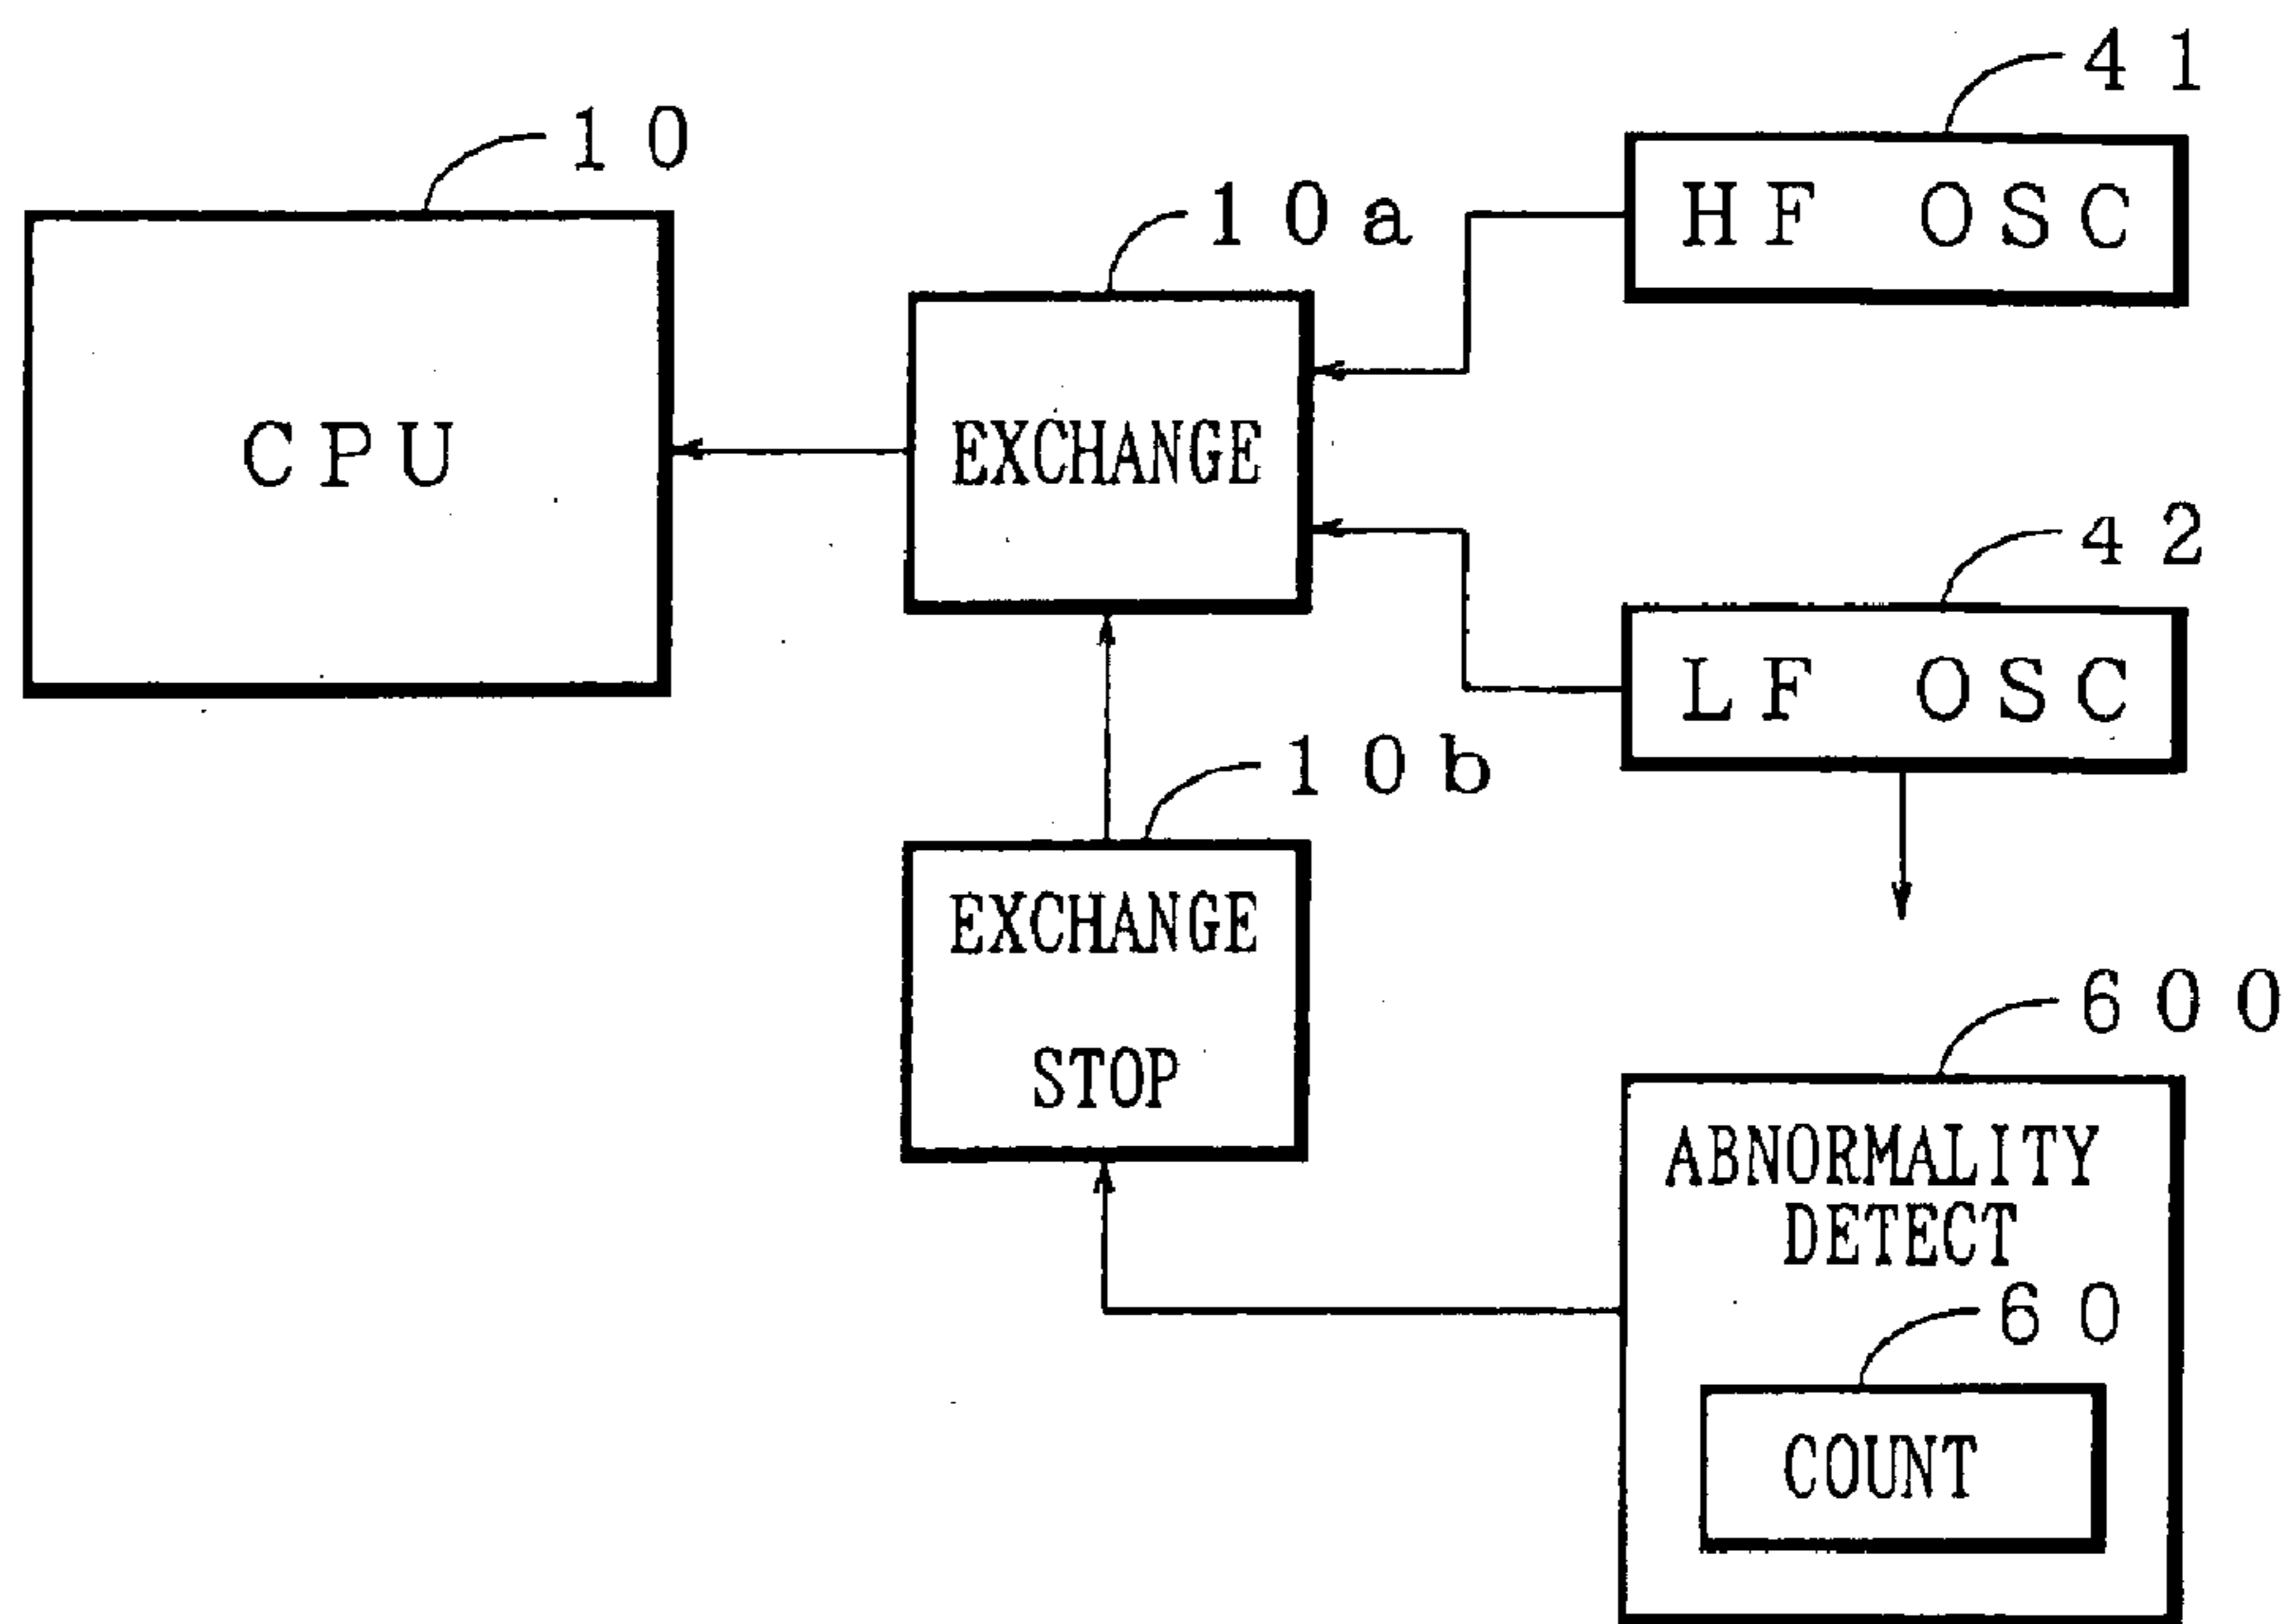 41
10
HF OSC
10a
CPU
EXCHANGE
42
LF OSC
10b
EXCHANGE
STOP
600
ABNORMALITY
DETECT
60
COUNT